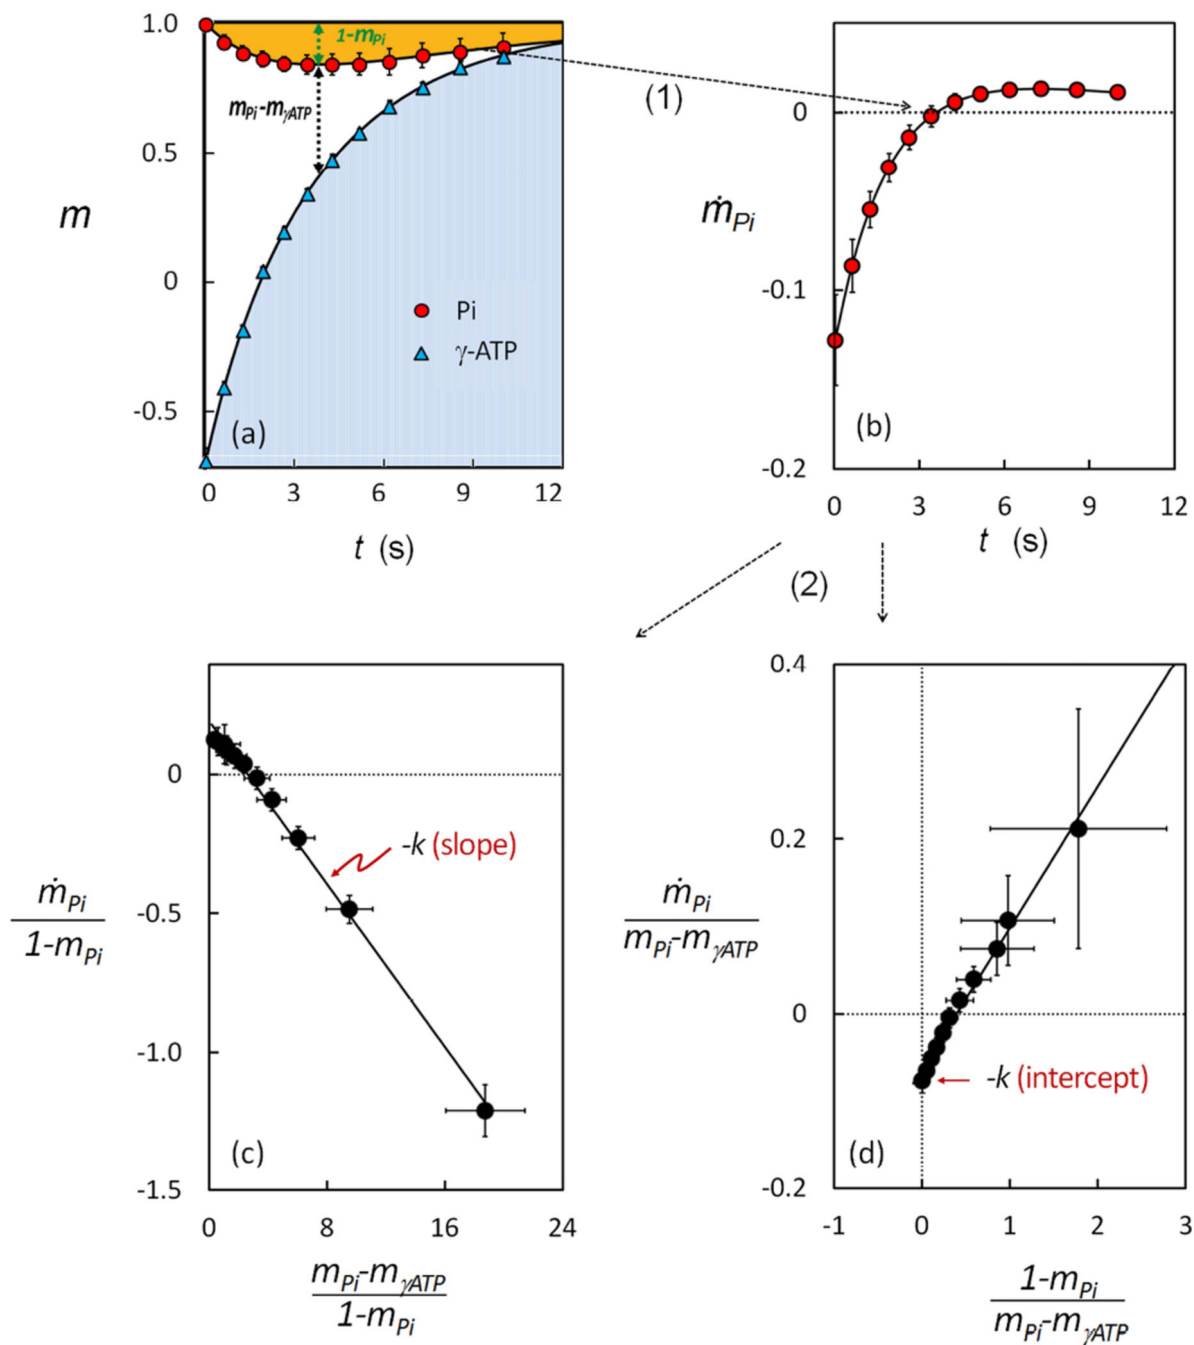 1.0
0.5
0
-0.5
m
1-mPi
mPi-mγATP
Pi
γ-ATP
(a)
0 3 6 9 12
t (s)
(1)
0
-0.1
-0.2
ṁPi
(b)
0 3 6 9 12
t (s)
(2)
0
-0.5
-1.0
-1.5
ṁPi
1-mPi
-k (slope)
(c)
0 8 16 24
mPi-mγATP
1-mPi
0.4
0.2
0
-0.2
ṁPi
mPi-mγATP
-k (intercept)
(d)
-1 0 1 2 3
1-mPi
mPi-mγATP